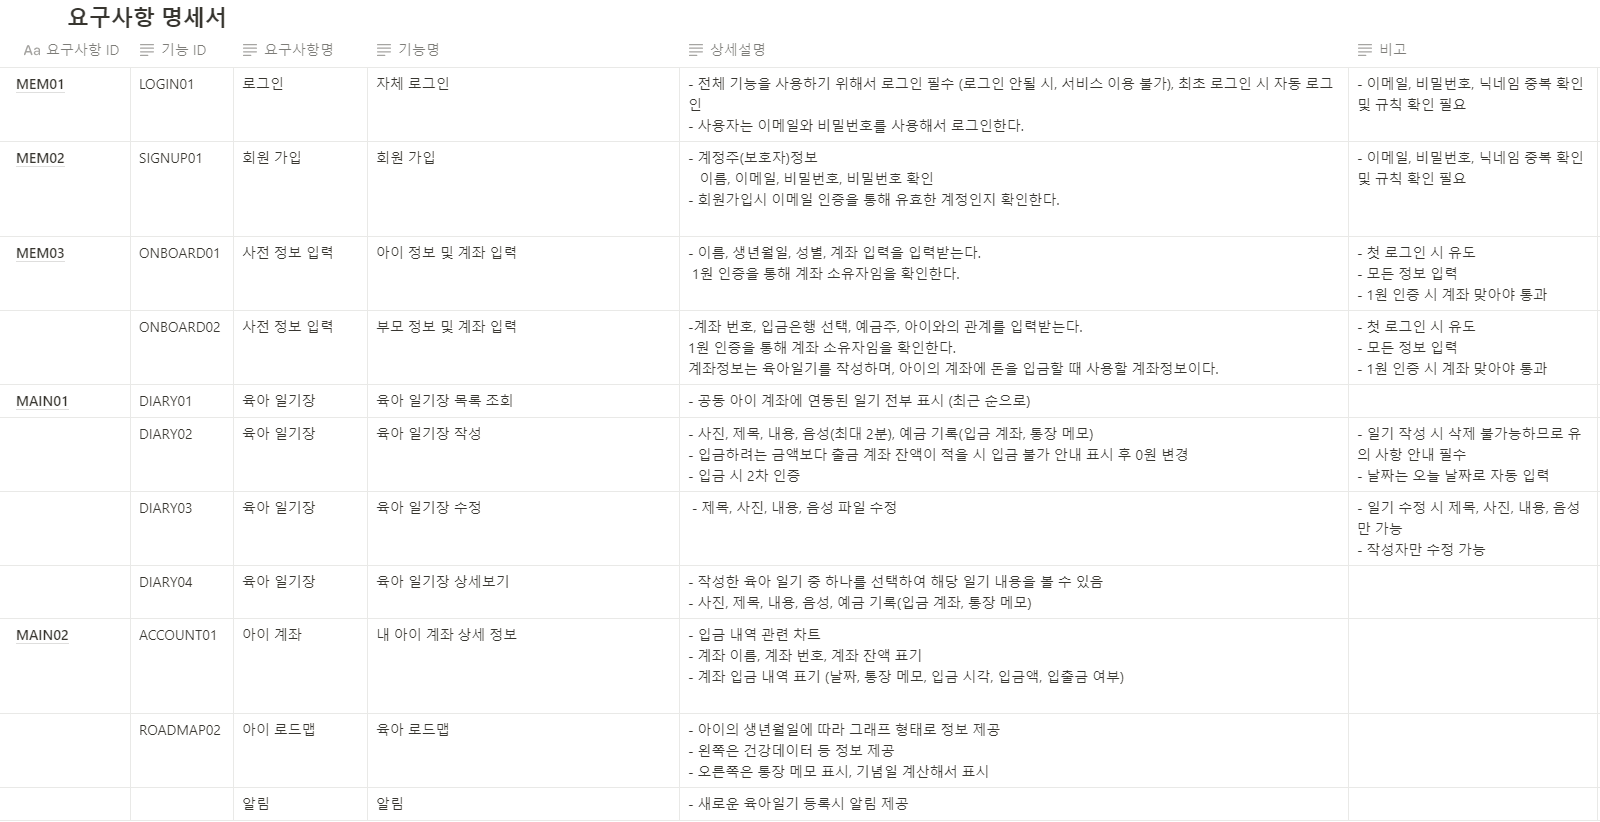 요구사항 명세서
Aa 요구사항 ID 기능 ID 요구사항명 기능명 상세설명 비고
MEM01 LOGIN01 로그인 자체 로그인
- 전체 기능을 사용하기 위해서 로그인 필수 (로그인 안될 시, 서비스 이용 불가), 최초 로그인 시 자동 로그
인
- 사용자는 이메일와 비밀번호를 사용해서 로그인한다.
- 이메일, 비밀번호, 닉네임 중복 확인
및 규칙 확인 필요
MEM02 SIGNUP01 회원 가입 회원 가입
- 계정주(보호자)정보
이름, 이메일, 비밀번호, 비밀번호 확인
- 회원가입시 이메일 인증을 통해 유효한 계정인지 확인한다.
- 이메일, 비밀번호, 닉네임 중복 확인
및 규칙 확인 필요
MEM03 ONBOARD01 사전 정보 입력 아이 정보 및 계좌 입력
- 이름, 생년월일, 성별, 계좌 입력을 입력받는다.
1원 인증을 통해 계좌 소유자임을 확인한다.
- 첫 로그인 시 유도
- 모든 정보 입력
- 1원 인증 시 계좌 맞아야 통과
ONBOARD02 사전 정보 입력 부모 정보 및 계좌 입력
-계좌 번호, 입금은행 선택, 예금주, 아이와의 관계를 입력받는다.
1원 인증을 통해 계좌 소유자임을 확인한다.
계좌정보는 육아일기를 작성하며, 아이의 계좌에 돈을 입금할 때 사용할 계좌정보이다.
- 첫 로그인 시 유도
- 모든 정보 입력
- 1원 인증 시 계좌 맞아야 통과
MAIN01 DIARY01 육아 일기장 육아 일기장 목록 조회
- 공동 아이 계좌에 연동된 일기 전부 표시 (최근 순으로)
DIARY02 육아 일기장 육아 일기장 작성
- 사진, 제목, 내용, 음성(최대 2분), 예금 기록(입금 계좌, 통장 메모)
- 입금하려는 금액보다 출금 계좌 잔액이 적을 시 입금 불가 안내 표시 후 0원 변경
- 입금 시 2차 인증
- 일기 작성 시 삭제 불가능하므로 유
의 사항 안내 필수
- 날짜는 오늘 날짜로 자동 입력
DIARY03 육아 일기장 육아 일기장 수정
- 제목, 사진, 내용, 음성 파일 수정
- 일기 수정 시 제목, 사진, 내용, 음성
만 가능
- 작성자만 수정 가능
DIARY04 육아 일기장 육아 일기장 상세보기
- 작성한 육아 일기 중 하나를 선택하여 해당 일기 내용을 볼 수 있음
- 사진, 제목, 내용, 음성, 예금 기록(입금 계좌, 통장 메모)
MAIN02 ACCOUNT01 아이 계좌 내 아이 계좌 상세 정보
- 입금 내역 관련 차트
- 계좌 이름, 계좌 번호, 계좌 잔액 표기
- 계좌 입금 내역 표기 (날짜, 통장 메모, 입금 시각, 입금액, 입출금 여부)
ROADMAP02 아이 로드맵 육아 로드맵
- 아이의 생년월일에 따라 그래프 형태로 정보 제공
- 왼쪽은 건강데이터 등 정보 제공
- 오른쪽은 통장 메모 표시, 기념일 계산해서 표시
알림 알림
- 새로운 육아일기 등록시 알림 제공